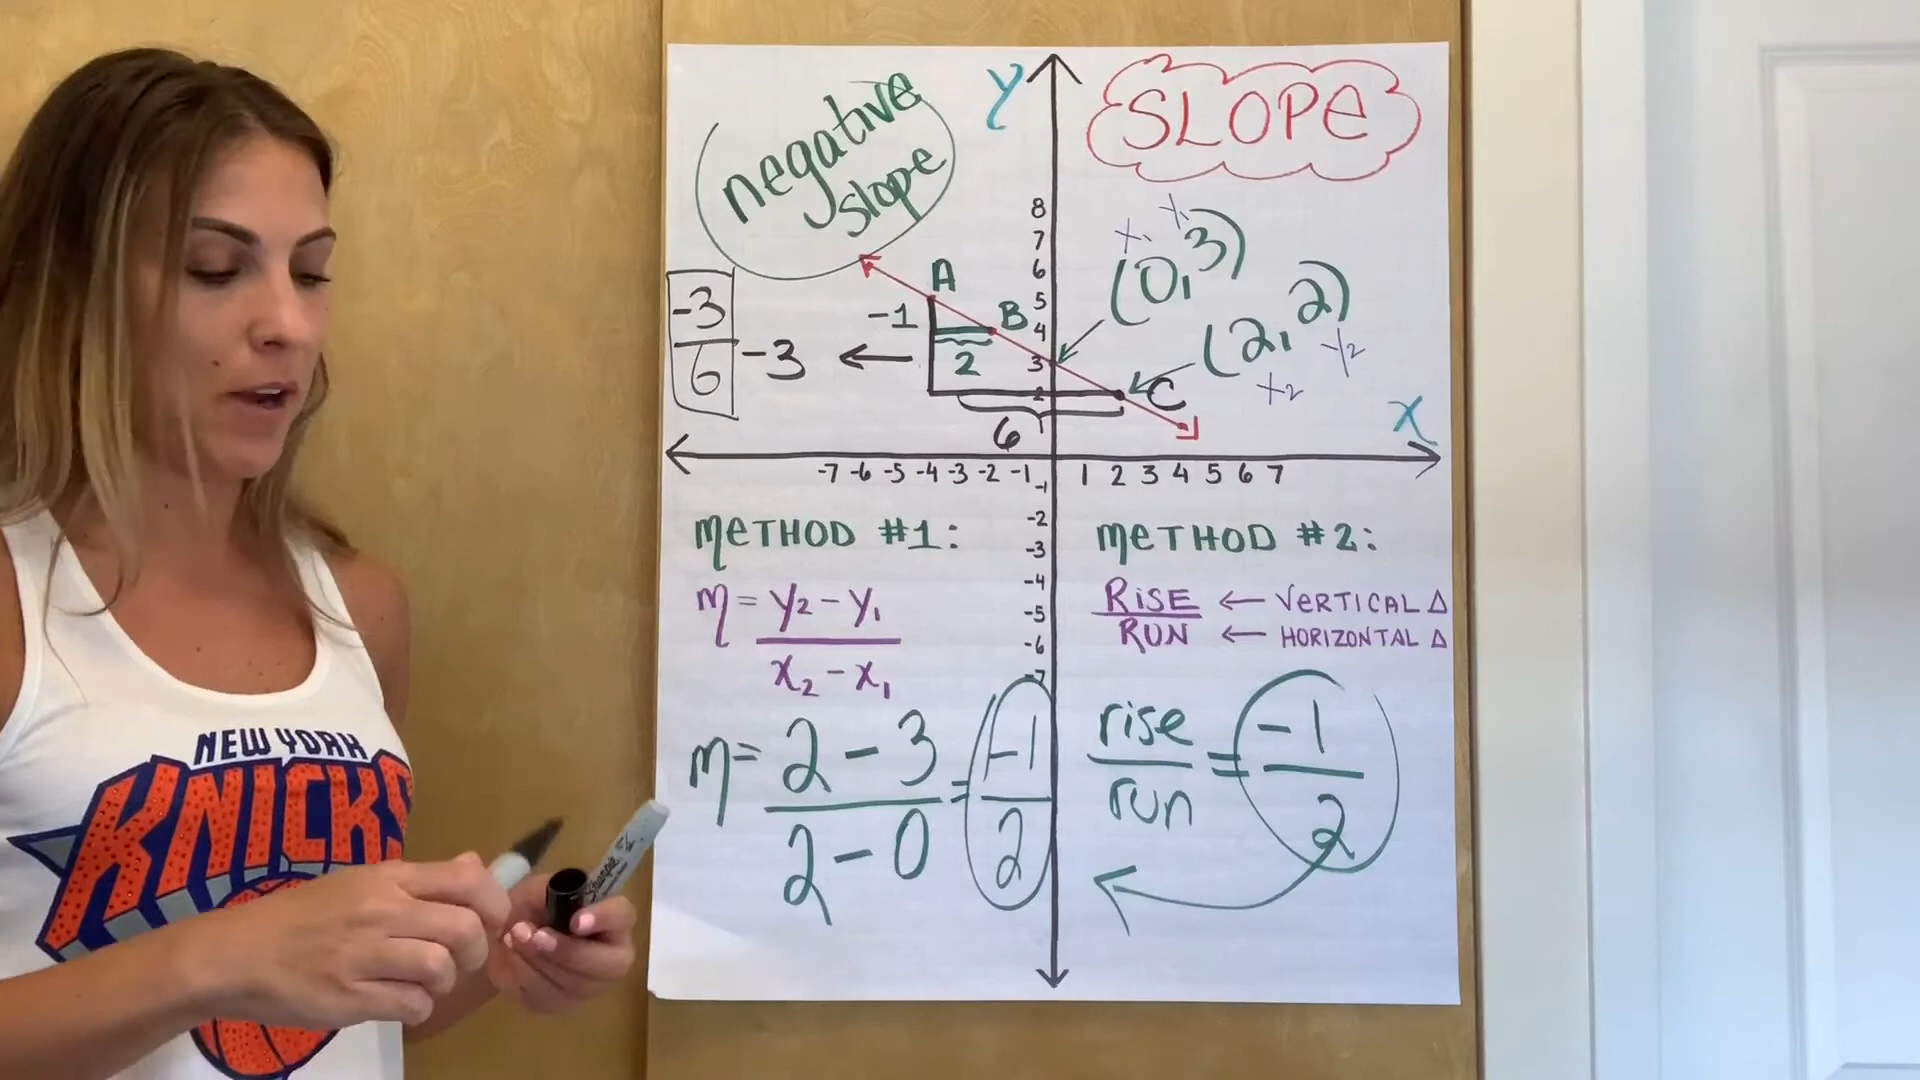 negative
slope
Y
SLOPE
8
7
6
5
4
3
2
1
(0, 3)
(2, 2)
x2
y2
A
B
C
-1
2
-3
6
-3
6
X
-7 -6 -5 -4 -3 -2 -1 1 2 3 4 5 6 7
-1
-2
-3
-4
-5
-6
-7
METHOD #1:
m = y2 - y1
x2 - x1
m = 2 - 3 = -1
2 - 0 2
METHOD #2:
RISE ← VERTICAL Δ
RUN ← HORIZONTAL Δ
rise = -1
run 2
NEW YORK
KNICKS
Sharpie